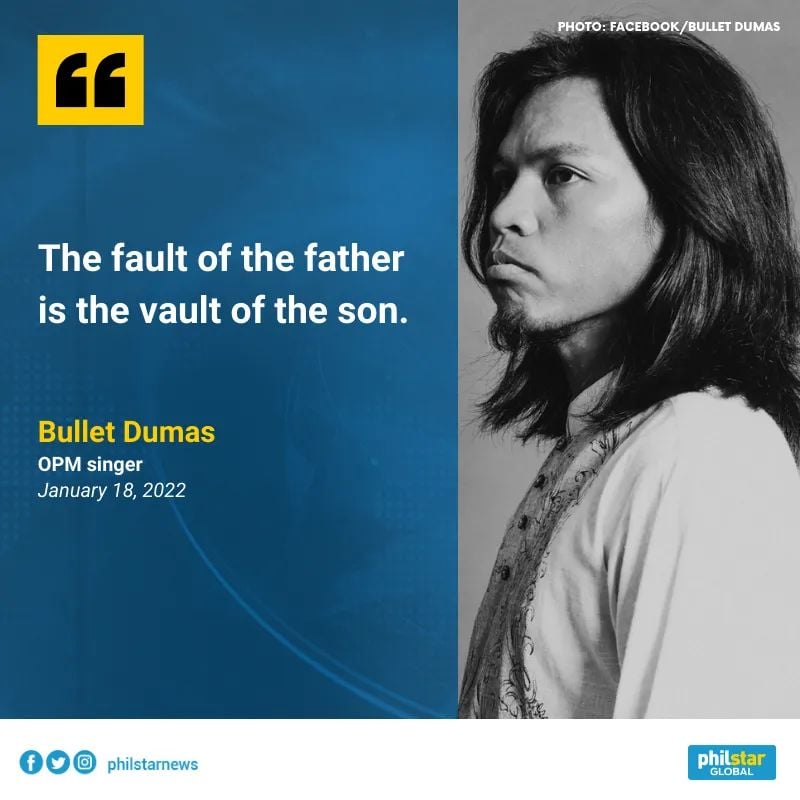 PHOTO: FACEBOOK/BULLET DUMAS
The fault of the father
is the vault of the son.
Bullet Dumas
OPM singer
January 18, 2022
philstarnews
philstar
GLOBAL